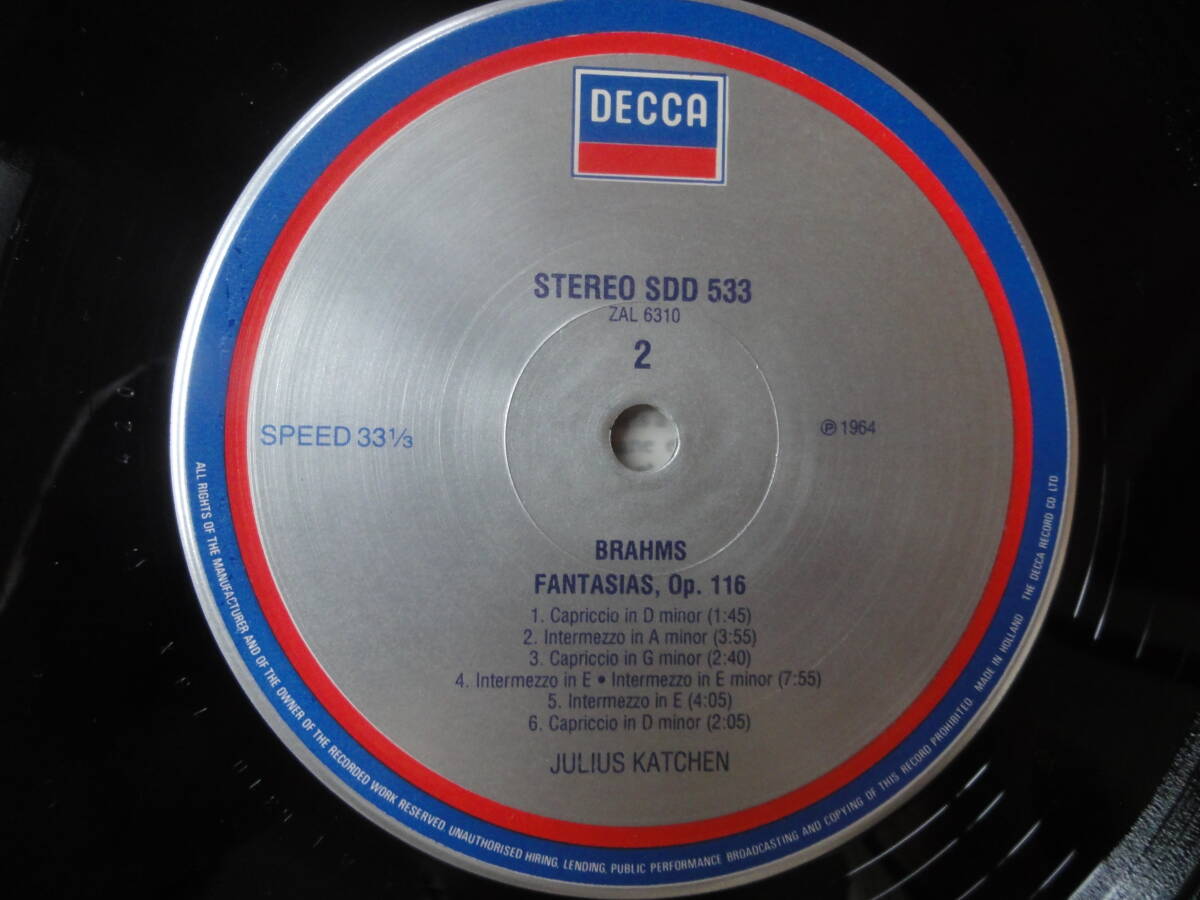 DECCA
STEREO SDD 533
ZAL 6310
2
SPEED 33 1/3
℗ 1964
BRAHMS
FANTASIAS, Op. 116
1. Capriccio in D minor (1:45)
2. Intermezzo in A minor (3:55)
3. Capriccio in G minor (2:40)
4. Intermezzo in E • Intermezzo in E minor (7:55)
5. Intermezzo in E (4:05)
6. Capriccio in D minor (2:05)
JULIUS KATCHEN
ALL RIGHTS OF THE MANUFACTURER AND OF THE OWNER OF THE RECORDED WORK RESERVED. UNAUTHORISED HIRING, LENDING, PUBLIC PERFORMANCE BROADCASTING AND COPYING OF THIS RECORD PROHIBITED. MADE IN HOLLAND THE DECCA RECORD CO LTD.